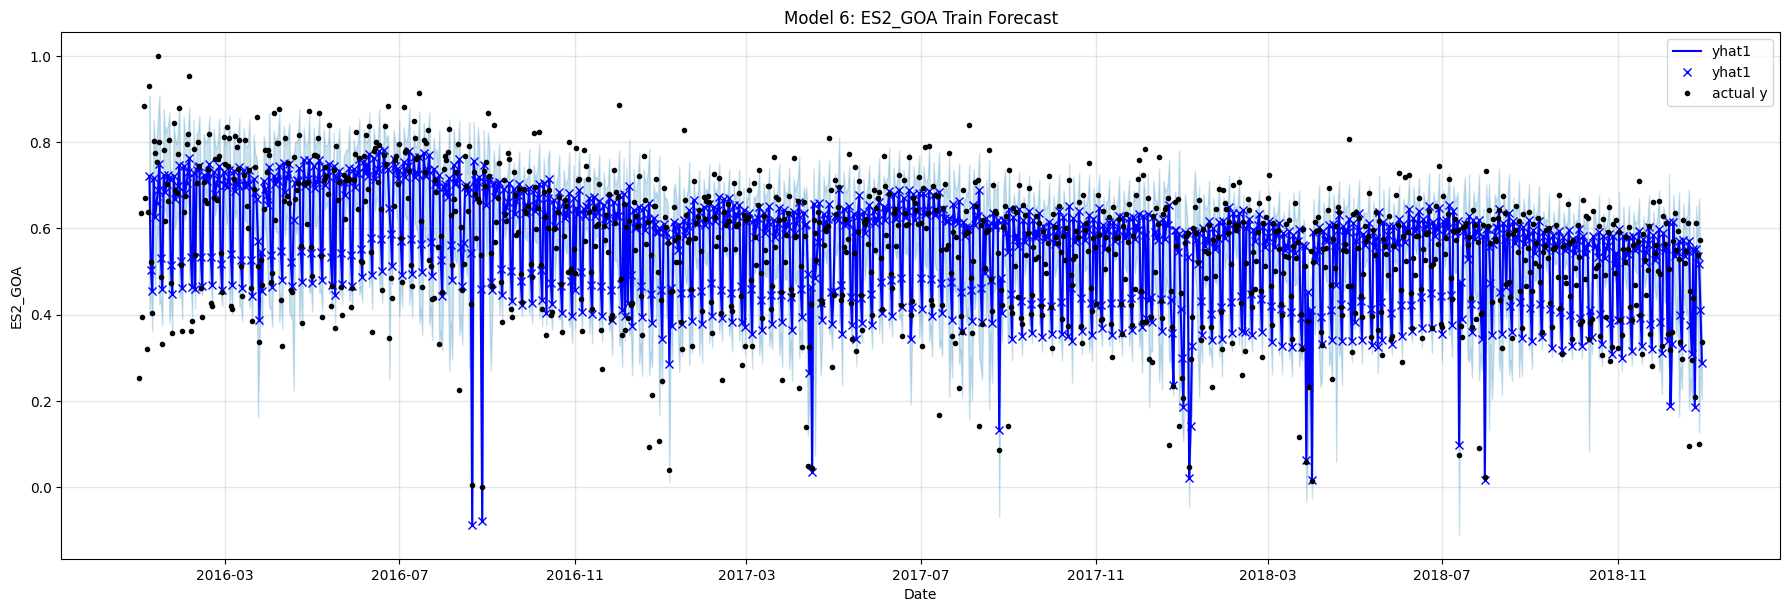 Model 6: ES2_GOA Train Forecast
yhat1
yhat1
actual y
ES2_GOA
1.0
0.8
0.6
0.4
0.2
0.0
2016-03
2016-07
2016-11
2017-03
2017-07
2017-11
2018-03
2018-07
2018-11
Date